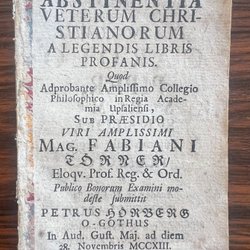 ABSTINENTIA
VETERUM CHRI-
STIANORUM
A LEGENDIS LIBRIS
PROFANIS.
Quod
Adprobante Amplissimo Collegio
Philosophico in Regia Acade-
mia Upsaliensi,
SUB PRÆSIDIO
VIRI AMPLISSIMI
MAG. FABIANI
TÖRNER/
Eloqv. Prof. Reg. & Ord.
Publico Bonorum Examini mo-
deste submittit
PETRUS HÖRBERG
O-GOTHUS
In Aud. Gust. Maj. ad diem
28. Novembris MCCXIII.